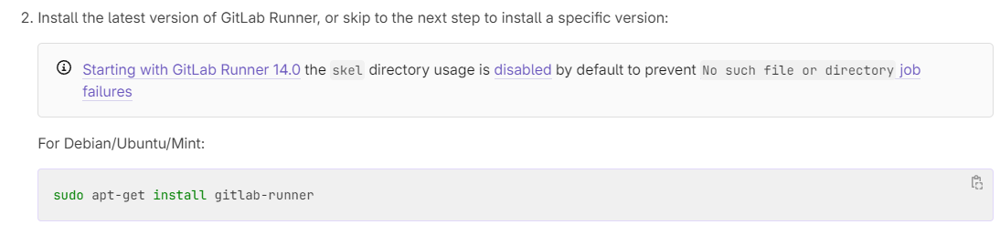 2. Install the latest version of GitLab Runner, or skip to the next step to install a specific version:
Starting with GitLab Runner 14.0 the skel directory usage is disabled by default to prevent No such file or directory job
failures
For Debian/Ubuntu/Mint:
sudo apt-get install gitlab-runner